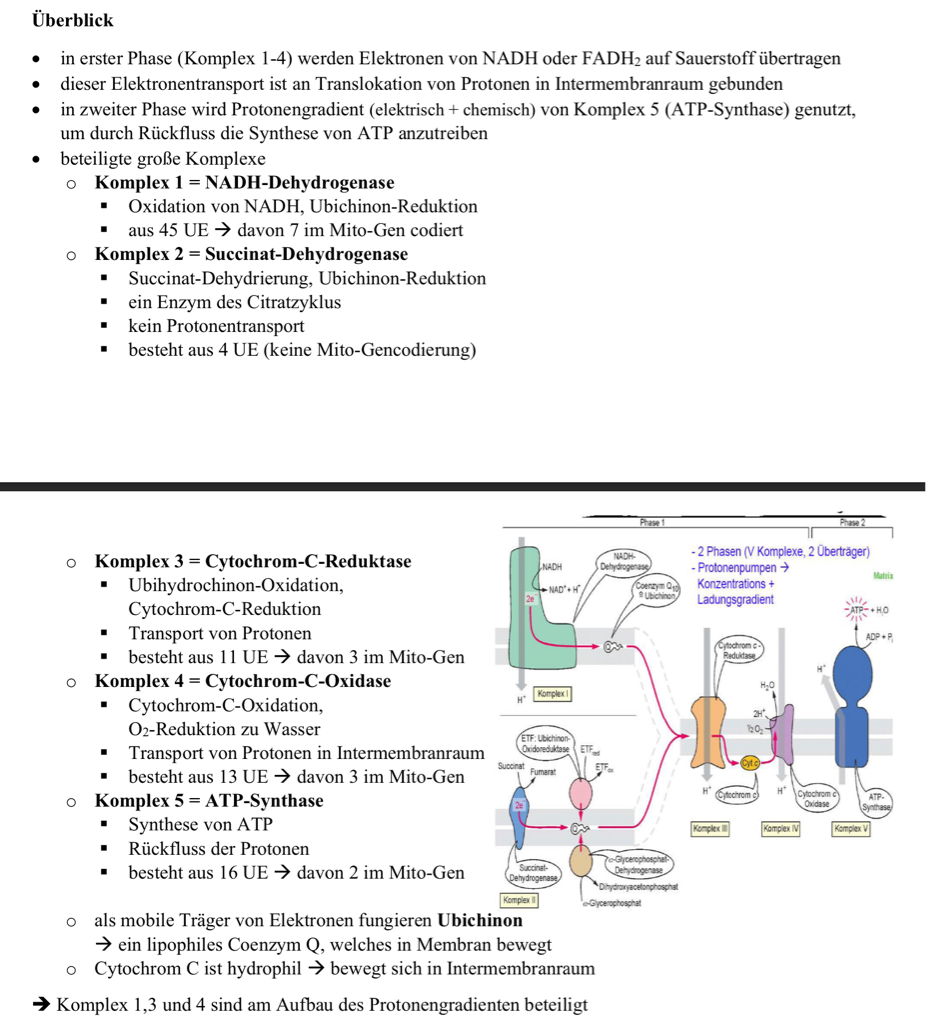 Überblick
• in erster Phase (Komplex 1-4) werden Elektronen von NADH oder FADH₂ auf Sauerstoff übertragen
• dieser Elektronentransport ist an Translokation von Protonen in Intermembranraum gebunden
• in zweiter Phase wird Protonengradient (elektrisch + chemisch) von Komplex 5 (ATP-Synthase) genutzt,
um durch Rückfluss die Synthese von ATP anzutreiben
• beteiligte große Komplexe
o Komplex 1 = NADH-Dehydrogenase
▪ Oxidation von NADH, Ubichinon-Reduktion
▪ aus 45 UE → davon 7 im Mito-Gen codiert
o Komplex 2 = Succinat-Dehydrogenase
▪ Succinat-Dehydrierung, Ubichinon-Reduktion
▪ ein Enzym des Citratzyklus
▪ kein Protonentransport
▪ besteht aus 4 UE (keine Mito-Gencodierung)
o Komplex 3 = Cytochrom-C-Reduktase
▪ Ubihydrochinon-Oxidation,
Cytochrom-C-Reduktion
▪ Transport von Protonen
▪ besteht aus 11 UE → davon 3 im Mito-Gen
o Komplex 4 = Cytochrom-C-Oxidase
▪ Cytochrom-C-Oxidation,
O₂-Reduktion zu Wasser
▪ Transport von Protonen in Intermembranraum
▪ besteht aus 13 UE → davon 3 im Mito-Gen
o Komplex 5 = ATP-Synthase
▪ Synthese von ATP
▪ Rückfluss der Protonen
▪ besteht aus 16 UE → davon 2 im Mito-Gen
o als mobile Träger von Elektronen fungieren Ubichinon
→ ein lipophiles Coenzym Q, welches in Membran bewegt
o Cytochrom C ist hydrophil → bewegt sich in Intermembranraum
➔ Komplex 1,3 und 4 sind am Aufbau des Protonengradienten beteiligt
Phase 1
Phase 2
- 2 Phasen (V Komplexe, 2 Überträger)
- Protonenpumpen →
Konzentrations +
Ladungsgradient
Matrix
NADH
NAD⁺ + H⁺
2e⁻
NADH-
Dehydrogenase
Coenzym Q₁₀
Ubichinon
Q
H⁺
Komplex I
ETF: Ubichinon-
Oxidoreduktase
ETF red
ETF ox
Succinat
Fumarat
2e⁻
Q
Succinat-
Dehydrogenase
α-Glycerophosphat-
Dehydrogenase
Dihydroxyacetonphosphat
α-Glycerophosphat
Komplex II
Cytochrom c-
Reduktase
H₂O
2H⁺
½O₂
Cyt.c
H⁺
Cytochrom c
H⁺
Cytochrom c
Oxidase
Komplex III
Komplex IV
ATP + H₂O
ADP + Pᵢ
H⁺
ATP-
Synthase
Komplex V